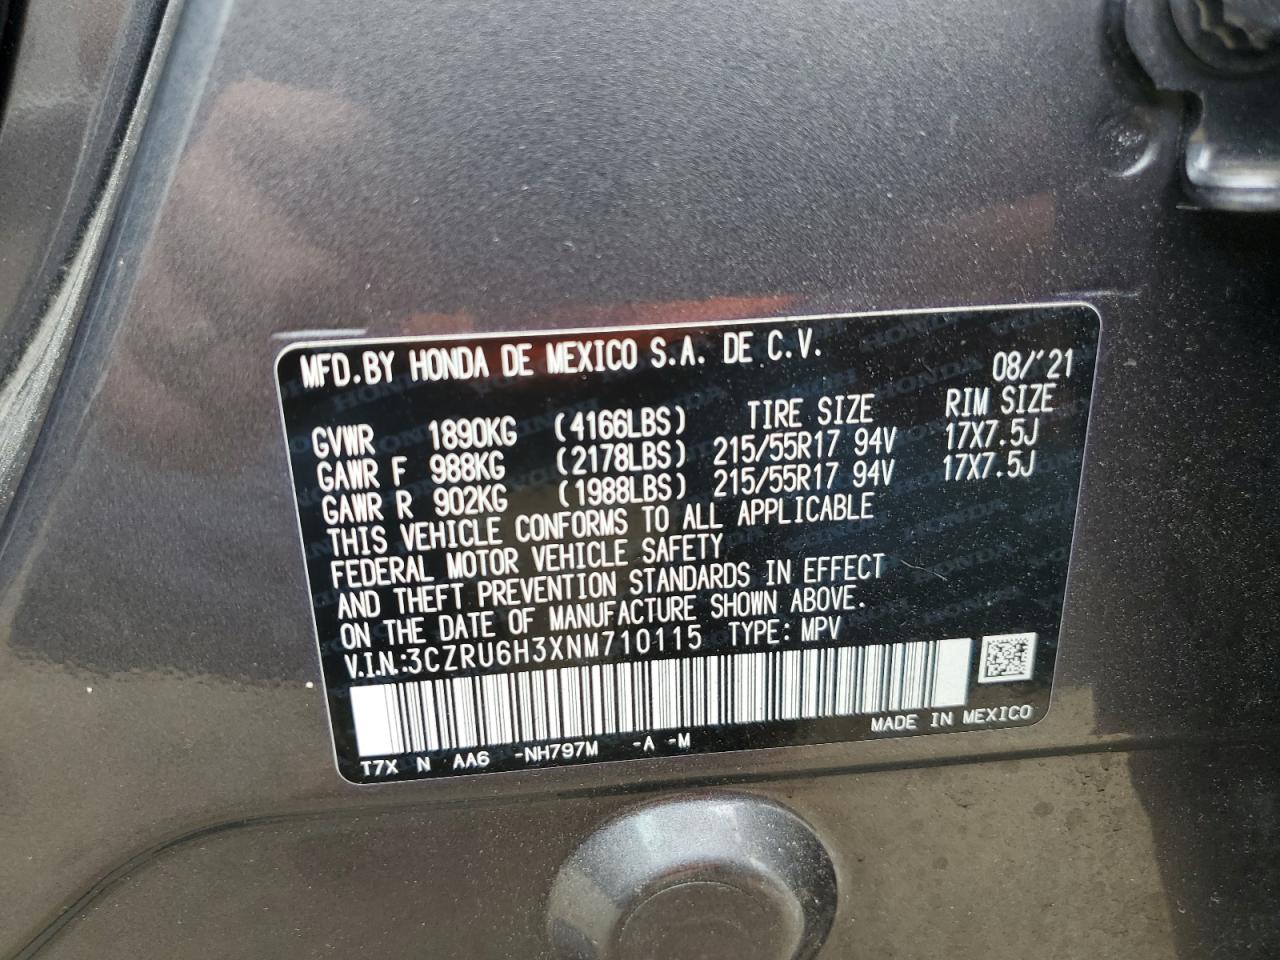 MFD.BY HONDA DE MEXICO S.A. DE C.V. 08/'21
GVWR 1890KG (4166LBS) TIRE SIZE RIM SIZE
GAWR F 988KG (2178LBS) 215/55R17 94V 17X7.5J
GAWR R 902KG (1988LBS) 215/55R17 94V 17X7.5J
THIS VEHICLE CONFORMS TO ALL APPLICABLE
FEDERAL MOTOR VEHICLE SAFETY
AND THEFT PREVENTION STANDARDS IN EFFECT
ON THE DATE OF MANUFACTURE SHOWN ABOVE.
V.I.N.:3CZRU6H3XNM710115 TYPE: MPV
MADE IN MEXICO
T7X N AA6 -NH797M -A -M